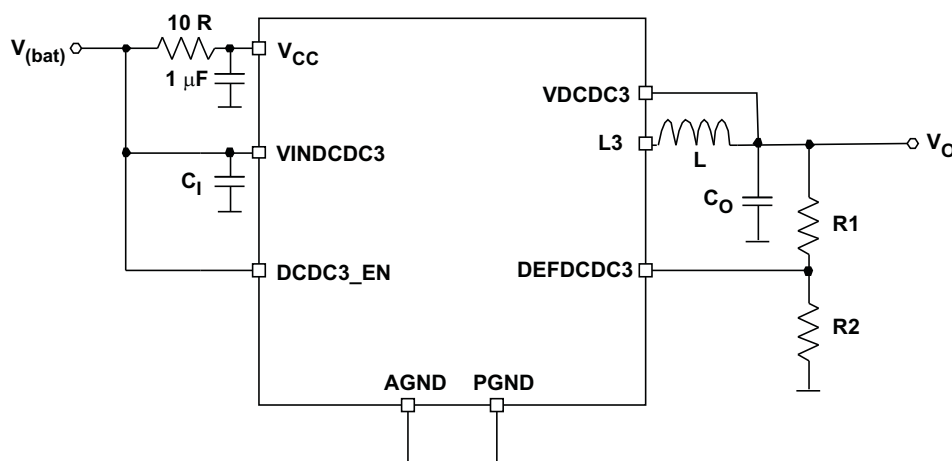 10 R
V(bat)
VCC
1 μF
VDCDC3
L3
L
VO
VINDCDC3
CI
CO
R1
DCDC3_EN
DEFDCDC3
R2
AGND PGND